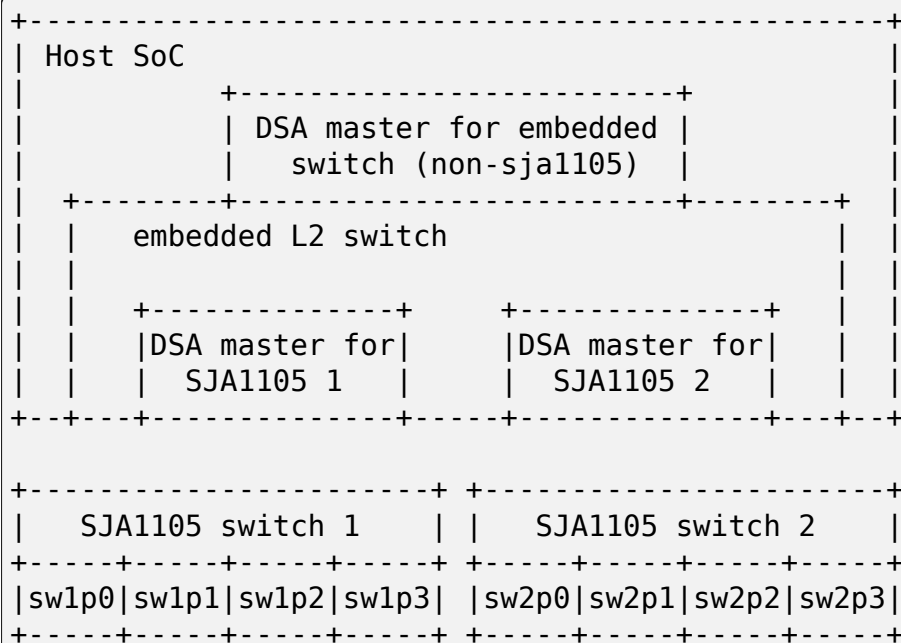 Host SoC
DSA master for embedded
switch (non-sja1105)
embedded L2 switch
DSA master for DSA master for
SJA1105 1 SJA1105 2
SJA1105 switch 1 SJA1105 switch 2
sw1p0|sw1p1|sw1p2|sw1p3 sw2p0|sw2p1|sw2p2|sw2p3